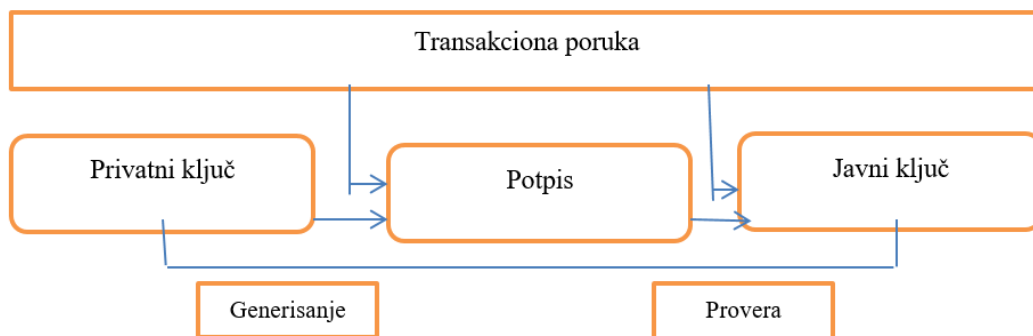 Transakciona poruka
Privatni ključ
Potpis
Javni ključ
Generisanje
Provera